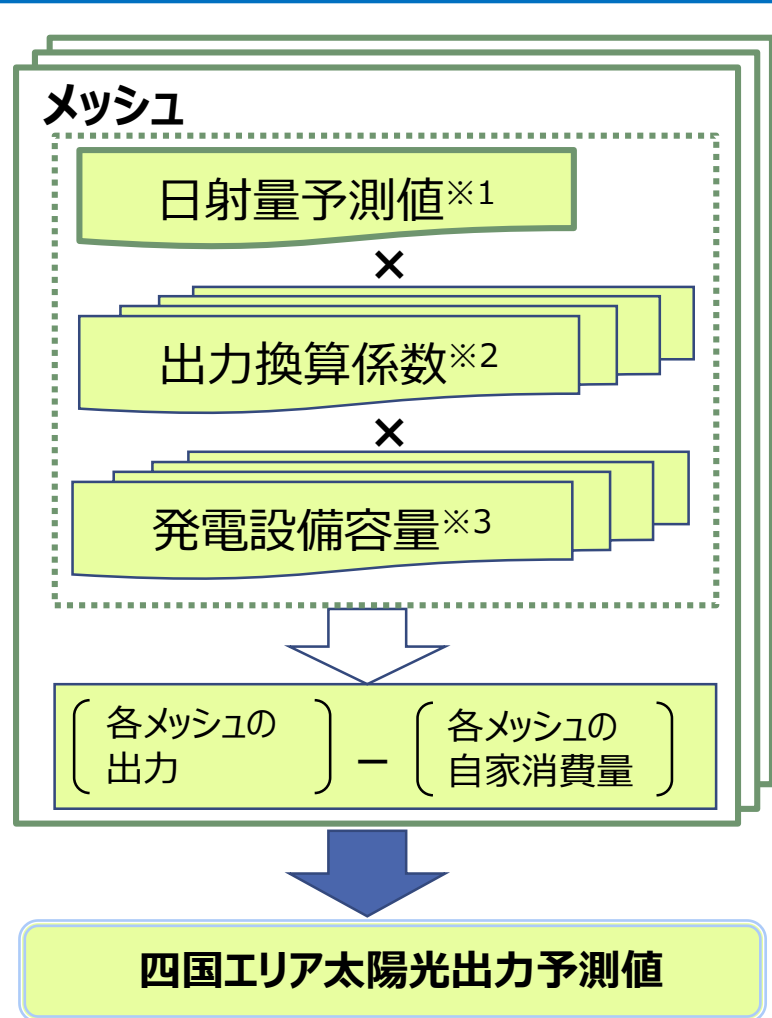 メッシュ
日射量予測値※1
×
出力換算係数※2
×
発電設備容量※3
各メッシュの
出力
－
各メッシュの
自家消費量
四国エリア太陽光出力予測値